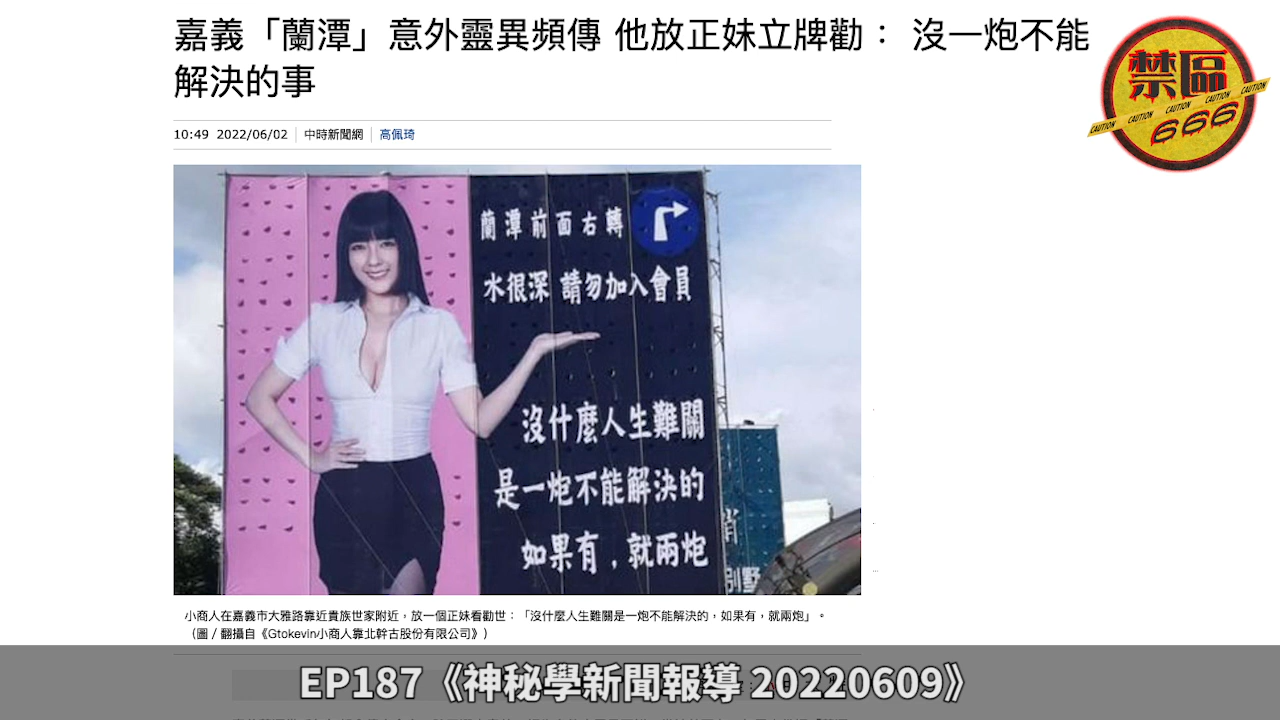 嘉義「蘭潭」意外靈異頻傳 他放正妹立牌勸： 沒一炮不能
解決的事
禁區
CAUTION CAUTION CAUTION CAUTION CAUTION
666
10:49 2022/06/02 中時新聞網 高佩琦
蘭潭前面右轉
水很深 請勿加入會員
沒什麼人生難關
是一炮不能解決的
如果有，就兩炮
別墅
小商人在嘉義市大雅路靠近貴族世家附近，放一個正妹看勸世：「沒什麼人生難關是一炮不能解決的，如果有，就兩炮」。
（圖／翻攝自《Gtokevin小商人靠北幹古股份有限公司》）
EP187《神秘學新聞報導 20220609》